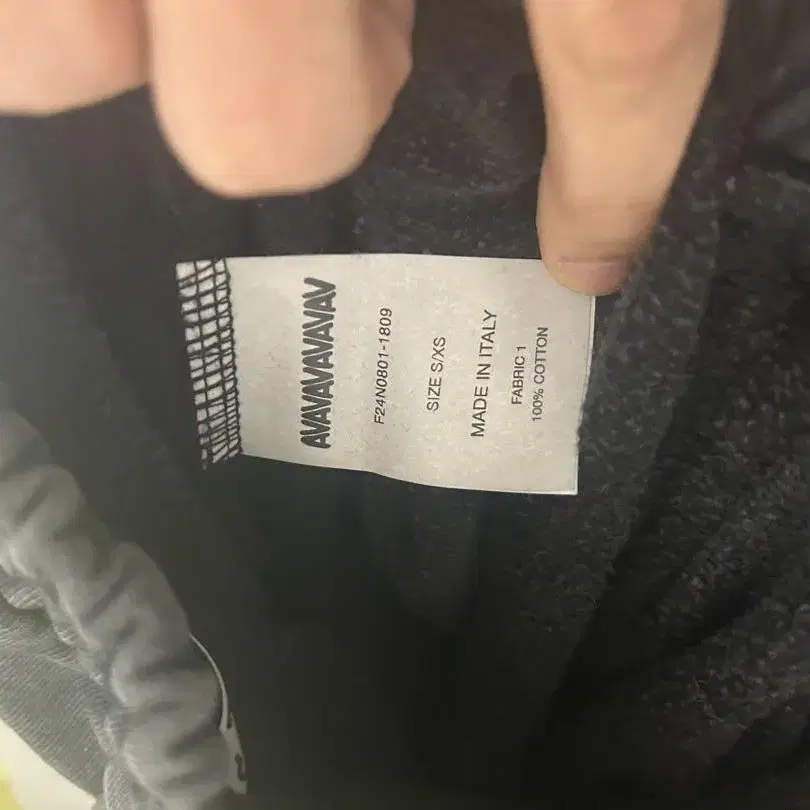 AVAVAVAVAVAV
F24N0801-1809
SIZE S/XS
MADE IN ITALY
FABRIC 1
100% COTTON